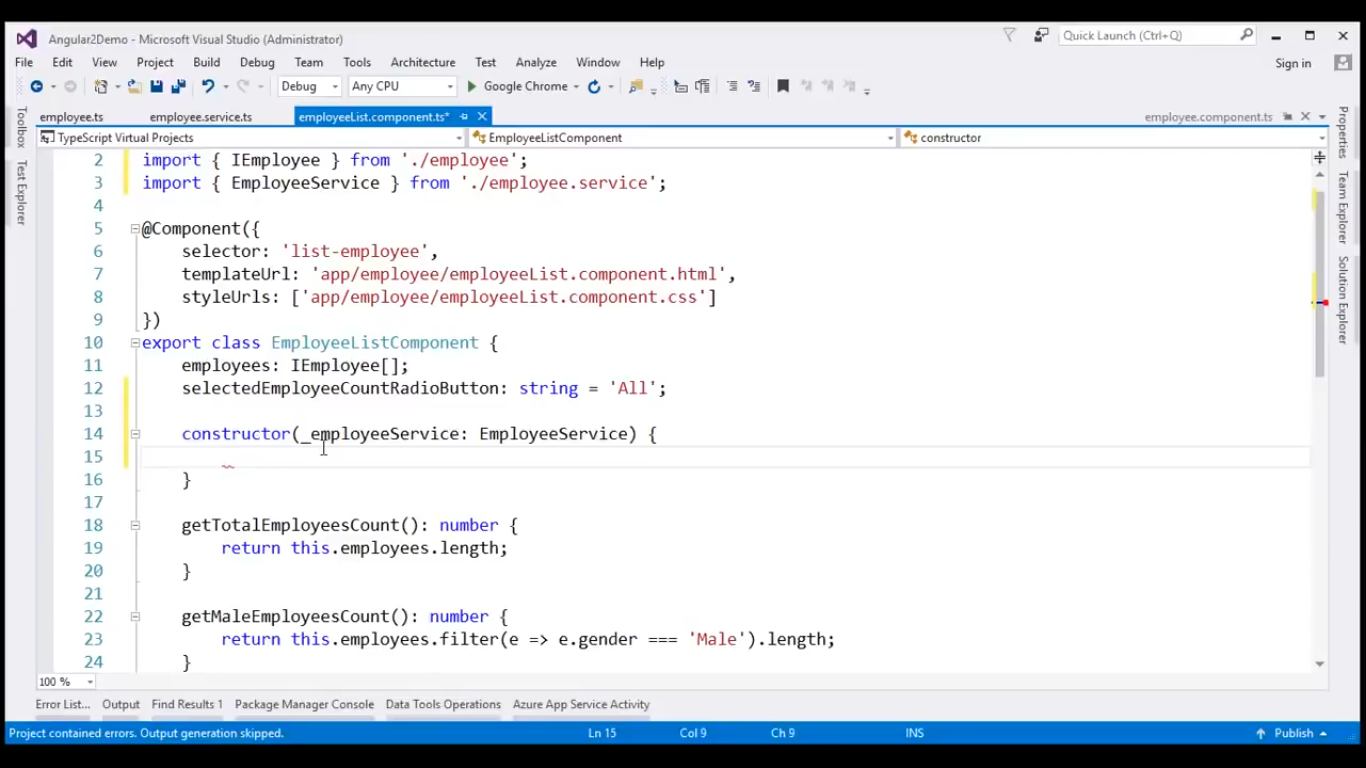 Angular2Demo - Microsoft Visual Studio (Administrator)
Quick Launch (Ctrl+Q)
File Edit View Project Build Debug Team Tools Architecture Test Analyze Window Help
Sign in
Debug Any CPU Google Chrome
employee.ts employee.service.ts employeeList.component.ts* employee.component.ts
TypeScript Virtual Projects EmployeeListComponent constructor
Toolbox
Test Explorer
Properties
Team Explorer
Solution Explorer
2 import { IEmployee } from './employee';
3 import { EmployeeService } from './employee.service';
4
5 @Component({
6 selector: 'list-employee',
7 templateUrl: 'app/employee/employeeList.component.html',
8 styleUrls: ['app/employee/employeeList.component.css']
9 })
10 export class EmployeeListComponent {
11 employees: IEmployee[];
12 selectedEmployeeCountRadioButton: string = 'All';
13
14 constructor(_employeeService: EmployeeService) {
15
16 }
17
18 getTotalEmployeesCount(): number {
19 return this.employees.length;
20 }
21
22 getMaleEmployeesCount(): number {
23 return this.employees.filter(e => e.gender === 'Male').length;
24 }
100 %
Error List... Output Find Results 1 Package Manager Console Data Tools Operations Azure App Service Activity
Project contained errors. Output generation skipped. Ln 15 Col 9 Ch 9 INS Publish